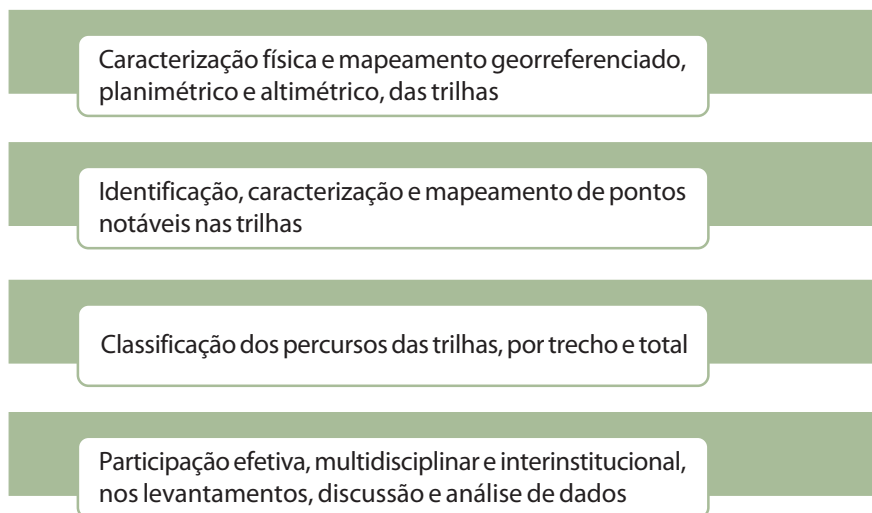 Caracterização física e mapeamento georreferenciado,
planimétrico e altimétrico, das trilhas
Identificação, caracterização e mapeamento de pontos
notáveis nas trilhas
Classificação dos percursos das trilhas, por trecho e total
Participação efetiva, multidisciplinar e interinstitucional,
nos levantamentos, discussão e análise de dados